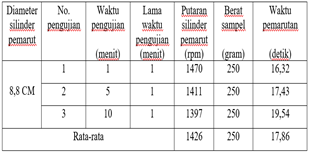 Diameter silinder pemarut No. pengujian Waktu pengujian (menit) Lama waktu pengujian (menit) Putaran silinder pemarut (rpm) Berat sampel (gram) Waktu pemarutan (detik)
8,8 CM
1 1 1 1470 250 16,32
2 5 1 1411 250 17,43
3 10 1 1397 250 19,54
Rata-rata 1426 250 17,86